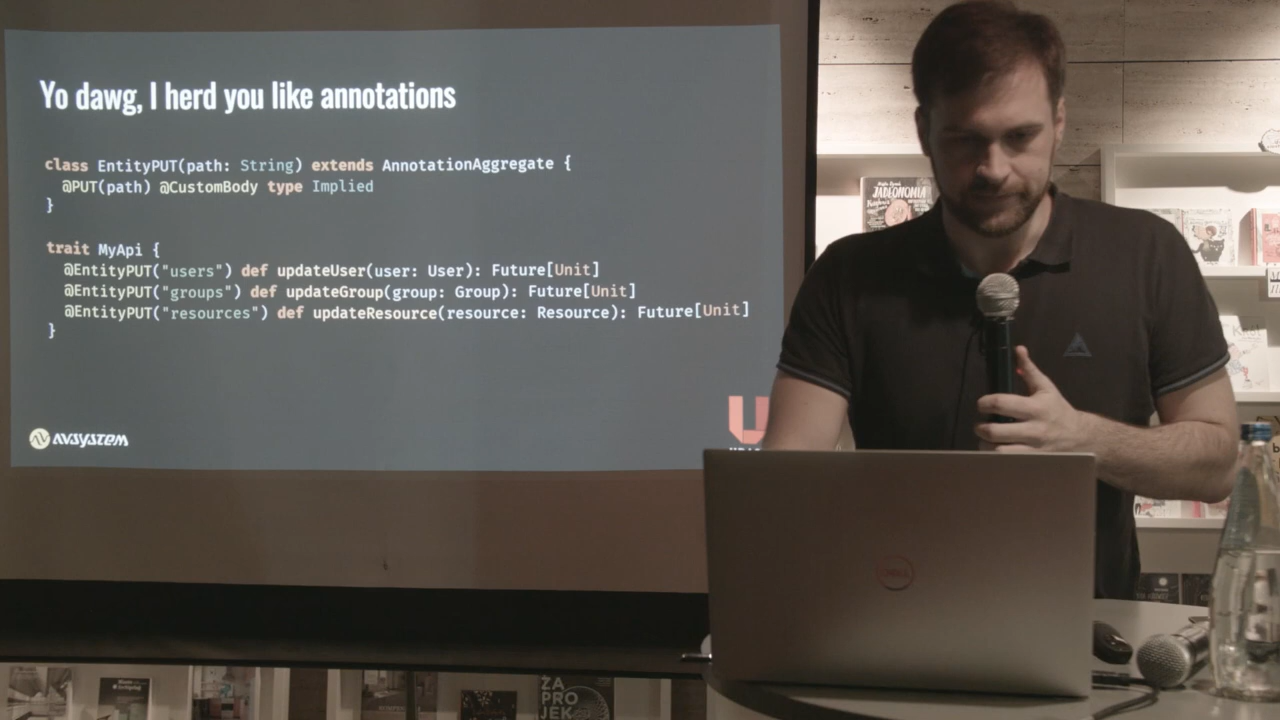 Yo dawg, I herd you like annotations
class EntityPUT(path: String) extends AnnotationAggregate {
  @PUT(path) @CustomBody type Implied
}
trait MyApi {
  @EntityPUT("users") def updateUser(user: User): Future[Unit]
  @EntityPUT("groups") def updateGroup(group: Group): Future[Unit]
  @EntityPUT("resources") def updateResource(resource: Resource): Future[Unit]
}
AVSYSTEM
JADŁONOMIA
DELL
ZA
PRO
JEK